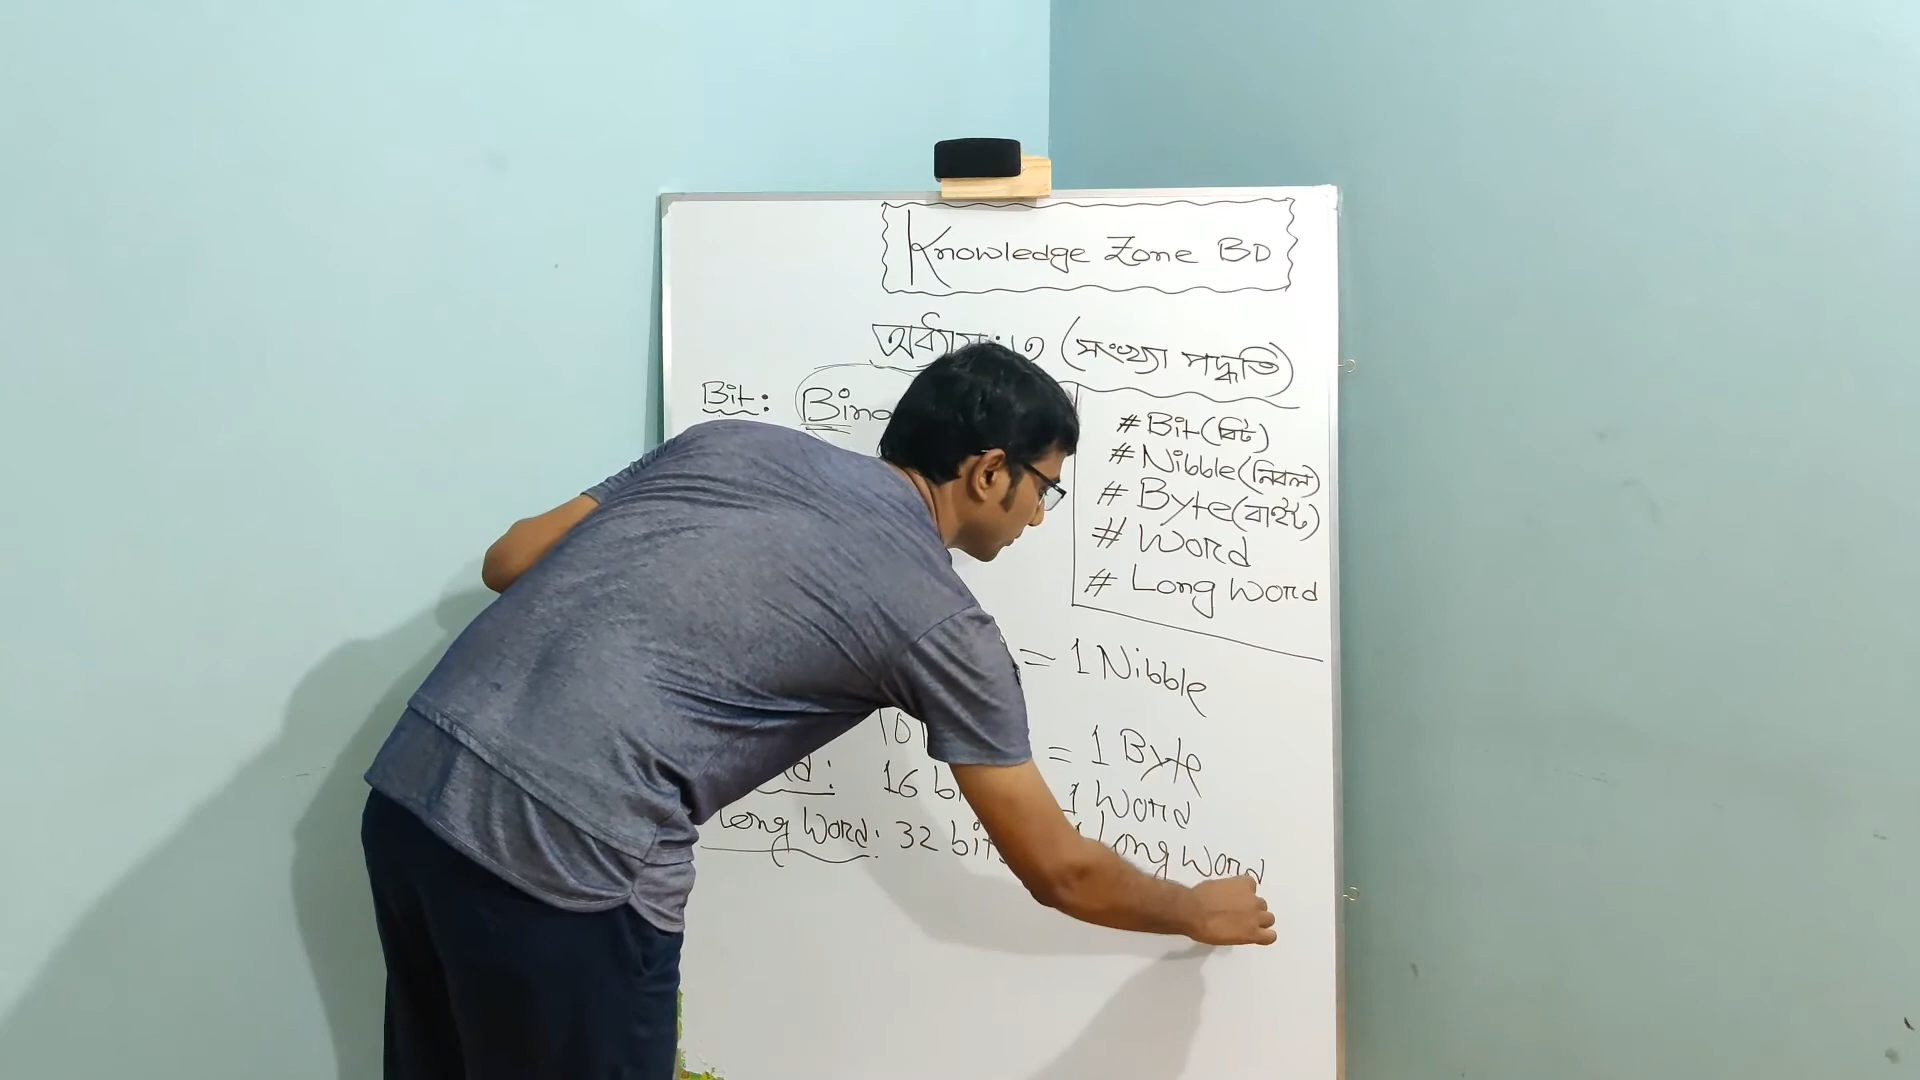 Knowledge Zone BD
অধ্যায়:৩ (সংখ্যা পদ্ধতি)
Bit:
# Bit(বিট)
# Nibble(নিবল)
# Byte(বাইট)
# Word
# Long Word
= 1 Nibble
= 1 Byte
16 1 Word
Long Word: 32 bits 1 Long Word